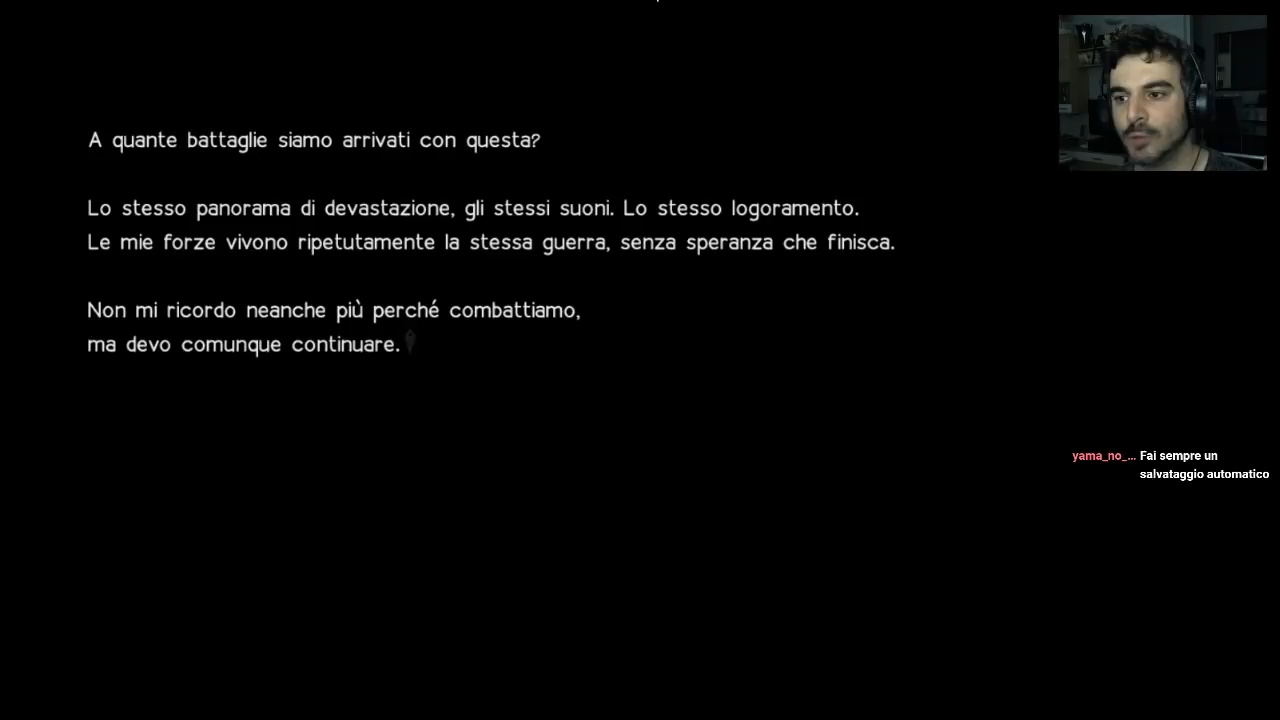 A quante battaglie siamo arrivati con questa?
Lo stesso panorama di devastazione, gli stessi suoni. Lo stesso logoramento.
Le mie forze vivono ripetutamente la stessa guerra, senza speranza che finisca.
Non mi ricordo neanche più perché combattiamo,
ma devo comunque continuare.
yama_no_... Fai sempre un
salvataggio automatico